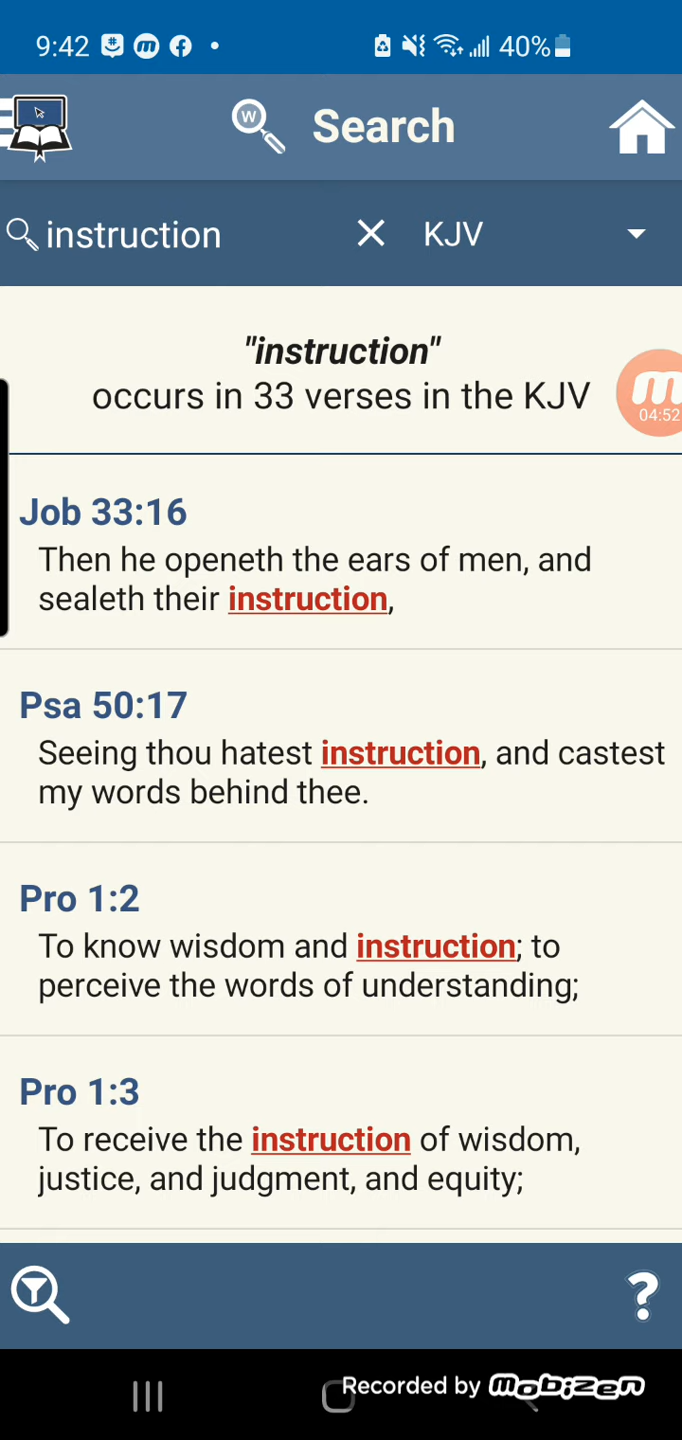 9:42
40%
W
Search
instruction
KJV
"instruction"
occurs in 33 verses in the KJV
04:52
Job 33:16
Then he openeth the ears of men, and
sealeth their instruction,
Psa 50:17
Seeing thou hatest instruction, and castest
my words behind thee.
Pro 1:2
To know wisdom and instruction; to
perceive the words of understanding;
Pro 1:3
To receive the instruction of wisdom,
justice, and judgment, and equity;
?
Recorded by mobizen